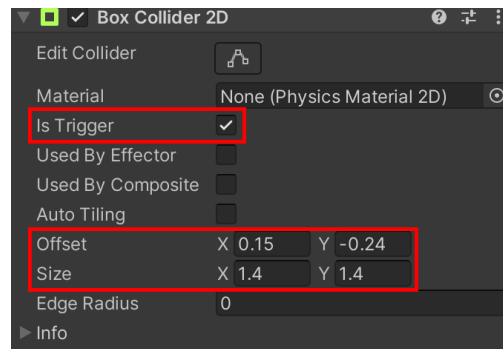 Box Collider 2D
Edit Collider
Material None (Physics Material 2D)
Is Trigger
Used By Effector
Used By Composite
Auto Tiling
Offset X 0.15 Y -0.24
Size X 1.4 Y 1.4
Edge Radius 0
Info